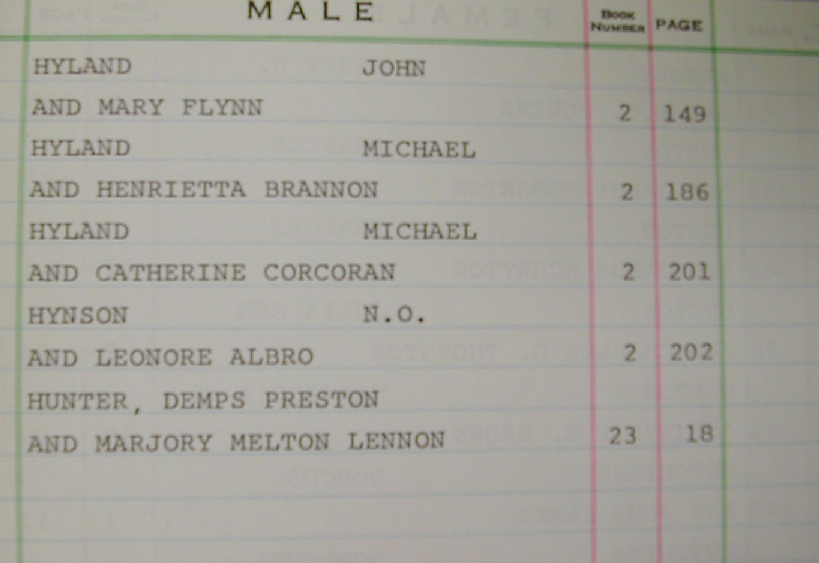 MALE BOOK NUMBER PAGE
HYLAND JOHN
AND MARY FLYNN 2 149
HYLAND MICHAEL
AND HENRIETTA BRANNON 2 186
HYLAND MICHAEL
AND CATHERINE CORCORAN 2 201
HYNSON N.O.
AND LEONORE ALBRO 2 202
HUNTER, DEMPS PRESTON
AND MARJORY MELTON LENNON 23 18